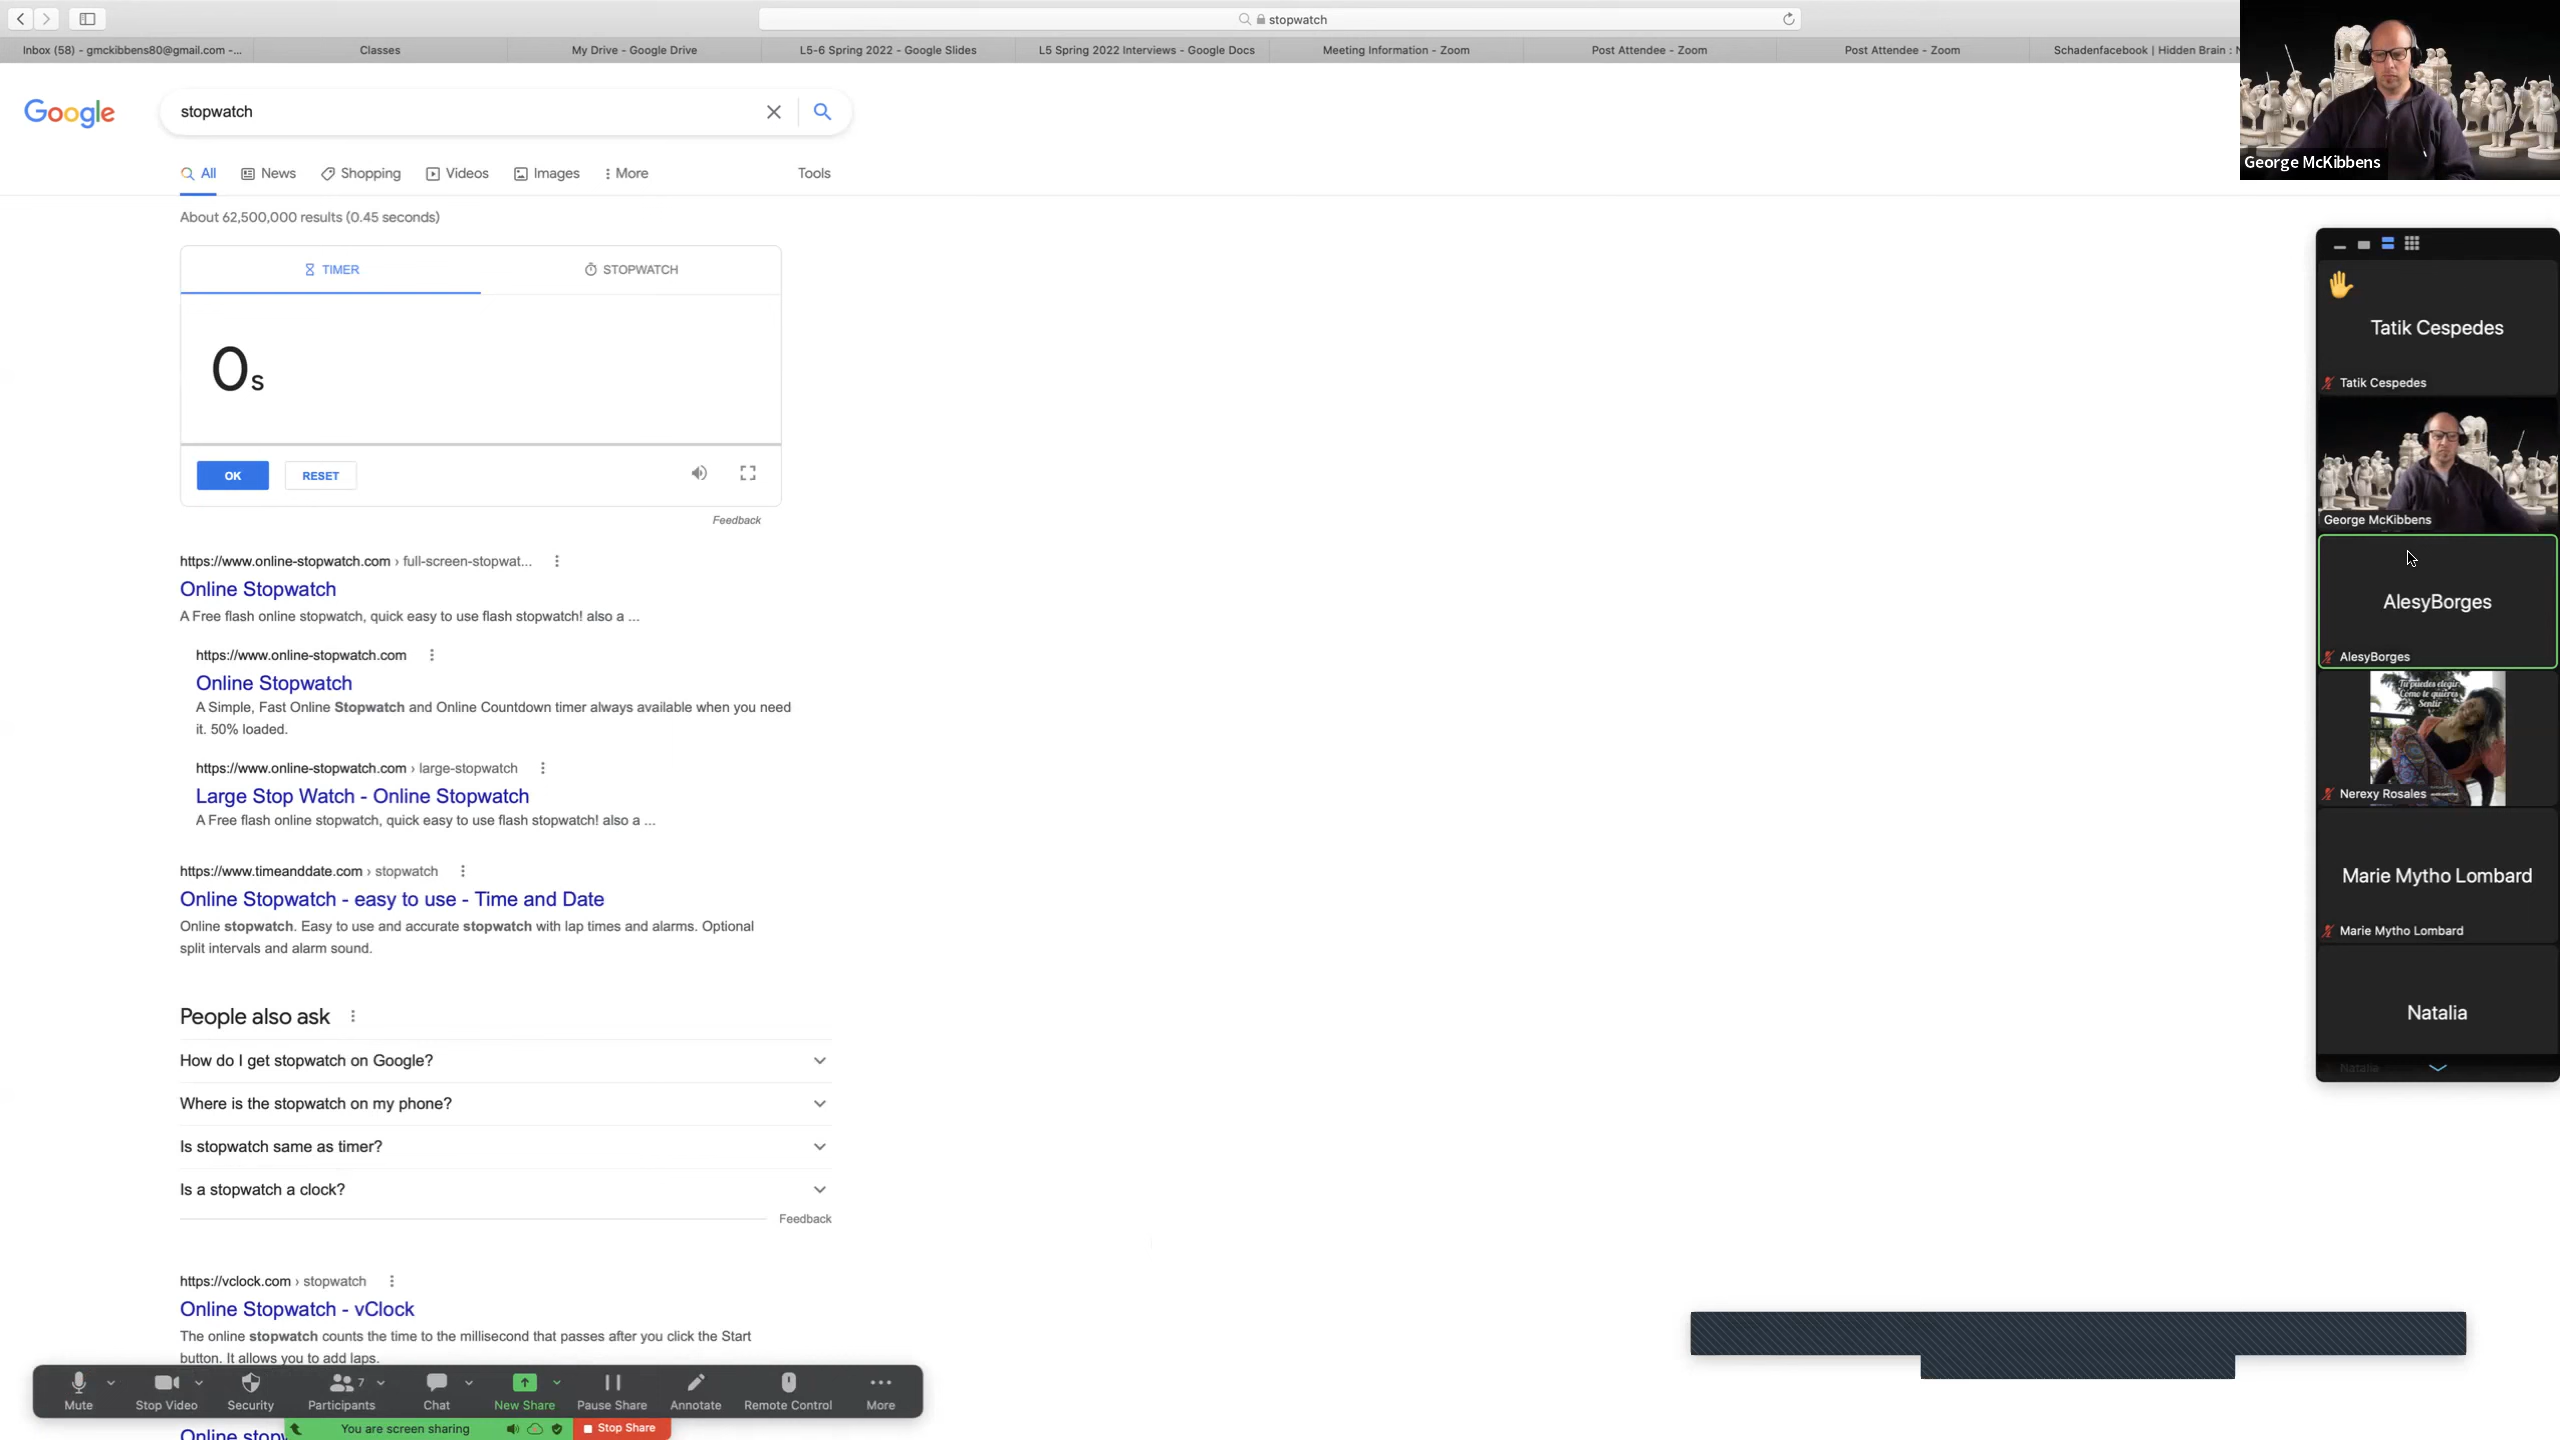 stopwatch
Inbox (58) - gmckibbens80@gmail.com -...
Classes
My Drive - Google Drive
L5-6 Spring 2022 - Google Slides
L5 Spring 2022 Interviews - Google Docs
Meeting Information - Zoom
Post Attendee - Zoom
Post Attendee - Zoom
Schadenfacebook | Hidden Brain : N
Google
stopwatch
All
News
Shopping
Videos
Images
More
Tools
About 62,500,000 results (0.45 seconds)
TIMER
STOPWATCH
0s
OK
RESET
Feedback
https://www.online-stopwatch.com › full-screen-stopwat...
Online Stopwatch
A Free flash online stopwatch, quick easy to use flash stopwatch! also a ...
https://www.online-stopwatch.com
Online Stopwatch
A Simple, Fast Online Stopwatch and Online Countdown timer always available when you need
it. 50% loaded.
https://www.online-stopwatch.com › large-stopwatch
Large Stop Watch - Online Stopwatch
A Free flash online stopwatch, quick easy to use flash stopwatch! also a ...
https://www.timeanddate.com › stopwatch
Online Stopwatch - easy to use - Time and Date
Online stopwatch. Easy to use and accurate stopwatch with lap times and alarms. Optional
split intervals and alarm sound.
People also ask
How do I get stopwatch on Google?
Where is the stopwatch on my phone?
Is stopwatch same as timer?
Is a stopwatch a clock?
Feedback
https://vclock.com › stopwatch
Online Stopwatch - vClock
The online stopwatch counts the time to the millisecond that passes after you click the Start
button. It allows you to add laps.
Mute
Stop Video
Security
7
Participants
Chat
New Share
Pause Share
Annotate
Remote Control
More
You are screen sharing
Stop Share
Online stopw
George McKibbens
Tatik Cespedes
Tatik Cespedes
George McKibbens
AlesyBorges
AlesyBorges
Tu puedes elegir
Como te quieres
Sentir
Nerexy Rosales
Marie Mytho Lombard
Marie Mytho Lombard
Natalia
Natalia